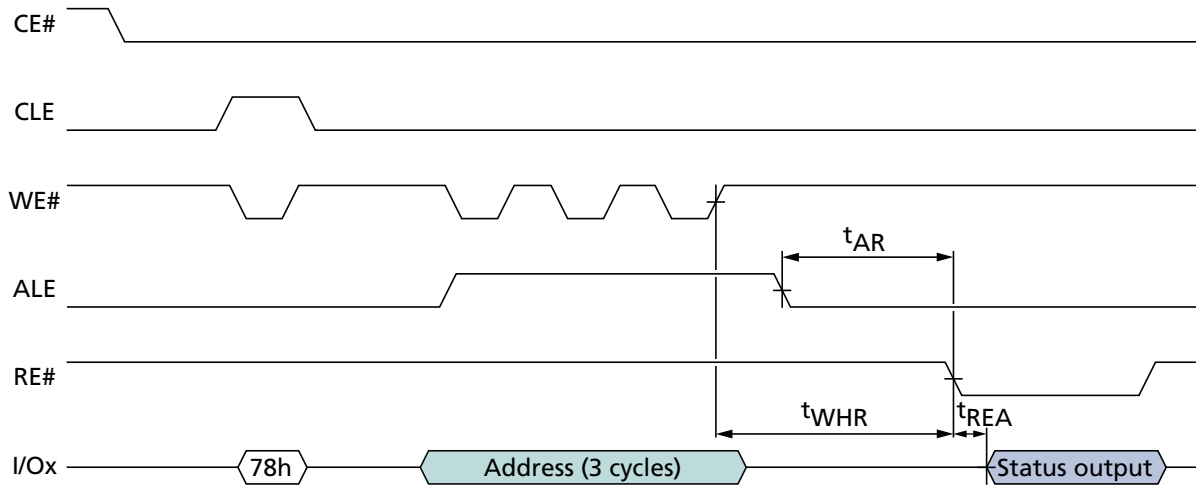 CE#
CLE
WE#
tAR
ALE
RE#
tWHR
tREA
I/Ox
78h
Address (3 cycles)
Status output